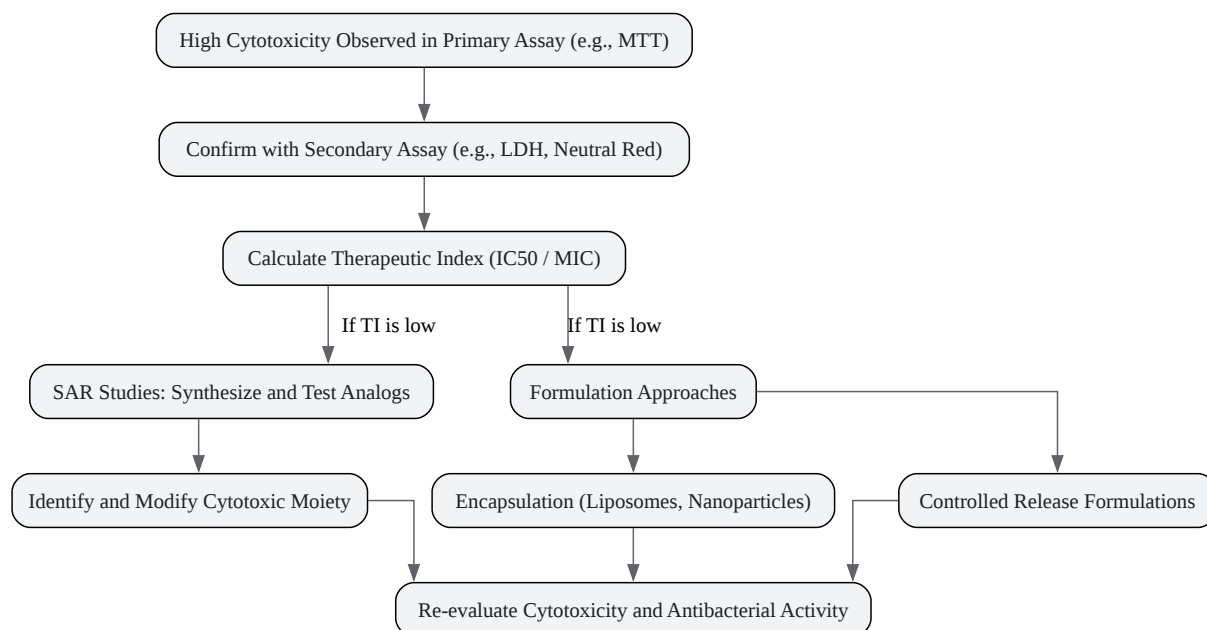 High Cytotoxicity Observed in Primary Assay (e.g., MTT)
Confirm with Secondary Assay (e.g., LDH, Neutral Red)
Calculate Therapeutic Index (IC50 / MIC)
If TI is low
If TI is low
SAR Studies: Synthesize and Test Analogs
Formulation Approaches
Identify and Modify Cytotoxic Moiety
Encapsulation (Liposomes, Nanoparticles)
Controlled Release Formulations
Re-evaluate Cytotoxicity and Antibacterial Activity